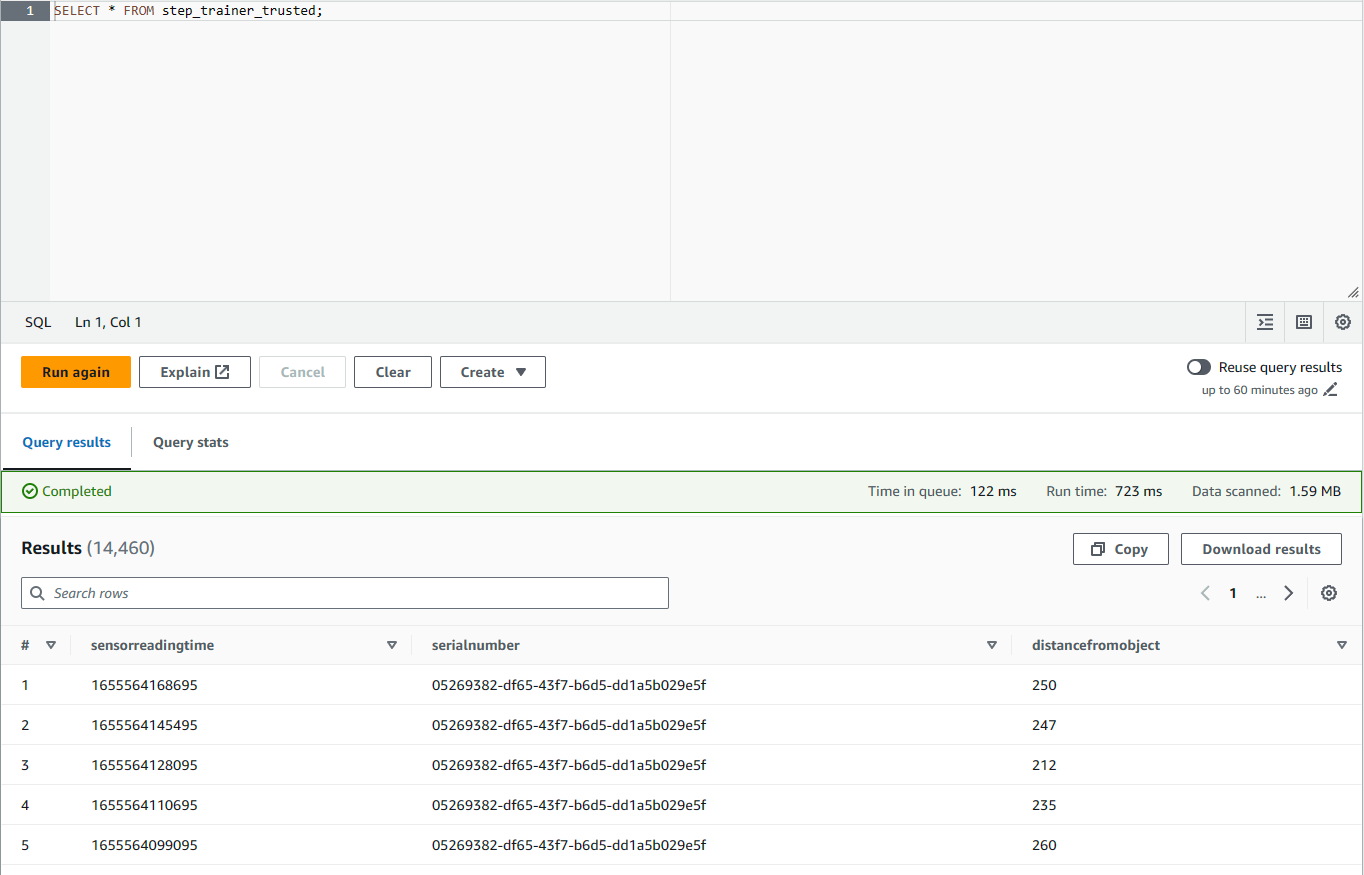 1 SELECT * FROM step_trainer_trusted;
SQL Ln 1, Col 1
Run again Explain Cancel Clear Create Reuse query results
up to 60 minutes ago
Query results Query stats
Completed Time in queue: 122 ms Run time: 723 ms Data scanned: 1.59 MB
Results (14,460) Copy Download results
Search rows 1 ...
# sensorreadingtime serialnumber distancefromobject
1 1655564168695 05269382-df65-43f7-b6d5-dd1a5b029e5f 250
2 1655564145495 05269382-df65-43f7-b6d5-dd1a5b029e5f 247
3 1655564128095 05269382-df65-43f7-b6d5-dd1a5b029e5f 212
4 1655564110695 05269382-df65-43f7-b6d5-dd1a5b029e5f 235
5 1655564099095 05269382-df65-43f7-b6d5-dd1a5b029e5f 260